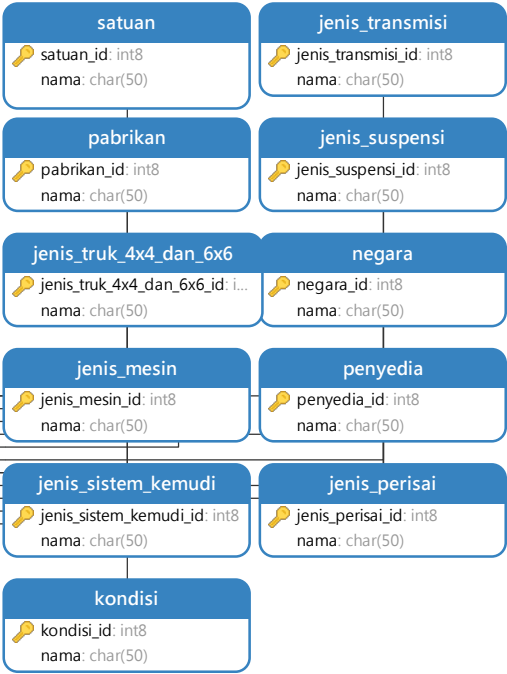 satuan
satuan_id: int8
nama: char(50)
jenis_transmisi
jenis_transmisi_id: int8
nama: char(50)
pabrikan
pabrikan_id: int8
nama: char(50)
jenis_suspensi
jenis_suspensi_id: int8
nama: char(50)
jenis_truk_4x4_dan_6x6
jenis_truk_4x4_dan_6x6_id: i...
nama: char(50)
negara
negara_id: int8
nama: char(50)
jenis_mesin
jenis_mesin_id: int8
nama: char(50)
penyedia
penyedia_id: int8
nama: char(50)
jenis_sistem_kemudi
jenis_sistem_kemudi_id: int8
nama: char(50)
jenis_perisai
jenis_perisai_id: int8
nama: char(50)
kondisi
kondisi_id: int8
nama: char(50)